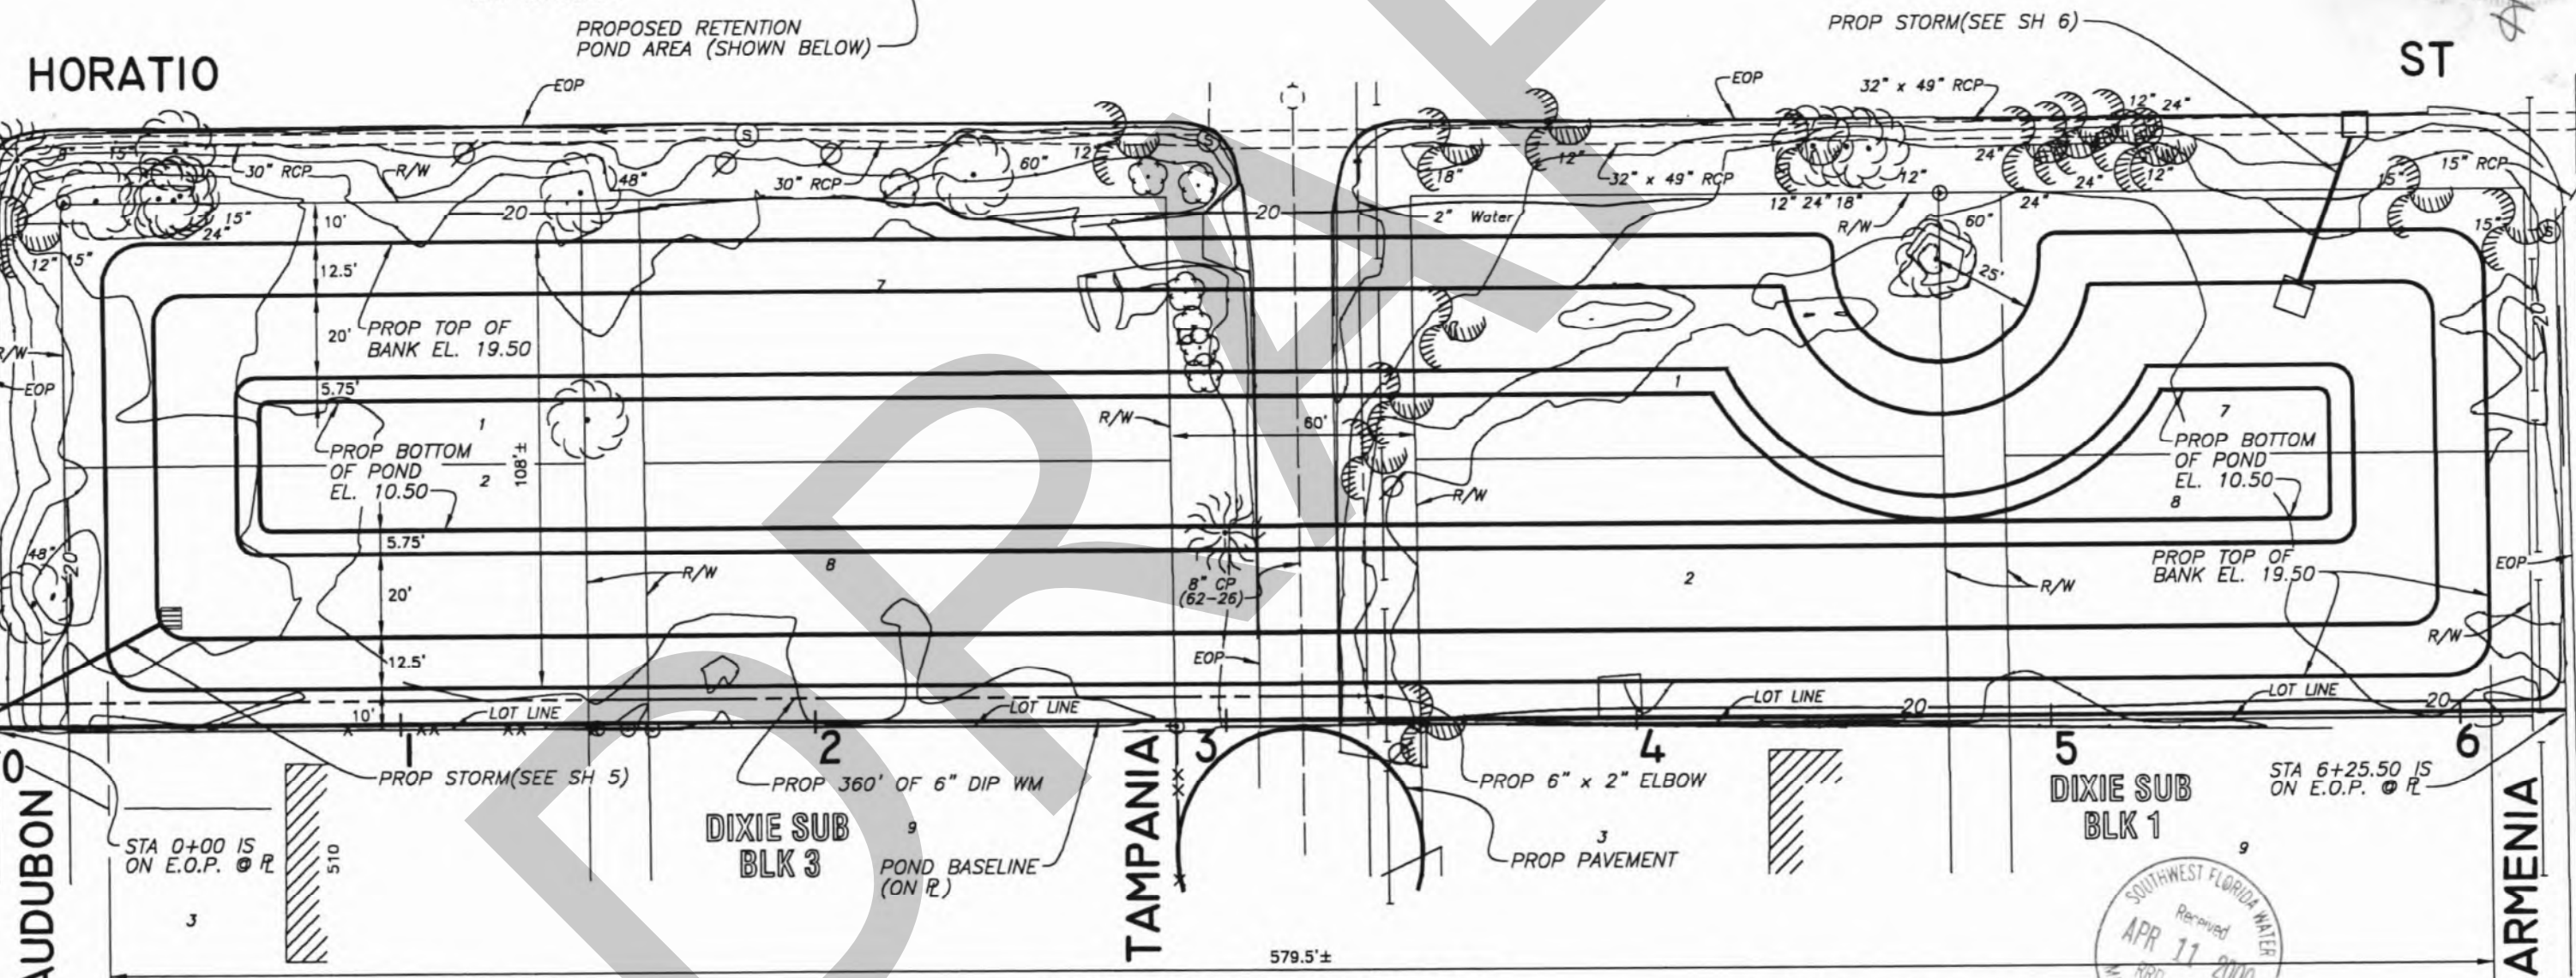 PROPOSED RETENTION
POND AREA (SHOWN BELOW)
PROP STORM(SEE SH 6)
HORATIO
ST
EOP
EOP
32" x 49" RCP
12" 24"
15"
30" RCP
R/W
48"
30" RCP
60"
12"
18"
12"
32" x 49" RCP
24"
24"
12"
15" RCP
15"
12" 24" 18"
12"
24"
R/W
60"
15"
15"
24"
12" 15"
10'
20
20
2" Water
25'
12.5'
7
20'
PROP TOP OF
BANK EL. 19.50
20
R/W
EOP
5.75'
1
PROP BOTTOM
OF POND
EL. 10.50
2
108'±
R/W
60'
R/W
1
7
PROP BOTTOM
OF POND
EL. 10.50
8
5.75'
48"
20
20'
R/W
8
8" CP
(62-26)
2
R/W
PROP TOP OF
BANK EL. 19.50
EOP
R/W
12.5'
EOP
10'
LOT LINE
LOT LINE
LOT LINE
20
LOT LINE
20
0
1
2
3
4
5
6
PROP STORM(SEE SH 5)
PROP 360' OF 6" DIP WM
PROP 6" x 2" ELBOW
STA 6+25.50 IS
ON E.O.P. @ PL
DIXIE SUB
BLK 3
9
DIXIE SUB
BLK 1
9
STA 0+00 IS
ON E.O.P. @ PL
510
3
POND BASELINE
(ON PL)
3
PROP PAVEMENT
AUDUBON
TAMPANIA
ARMENIA
579.5'±
SOUTHWEST FLORIDA WATER
Received
APR 11 2000
DRAF